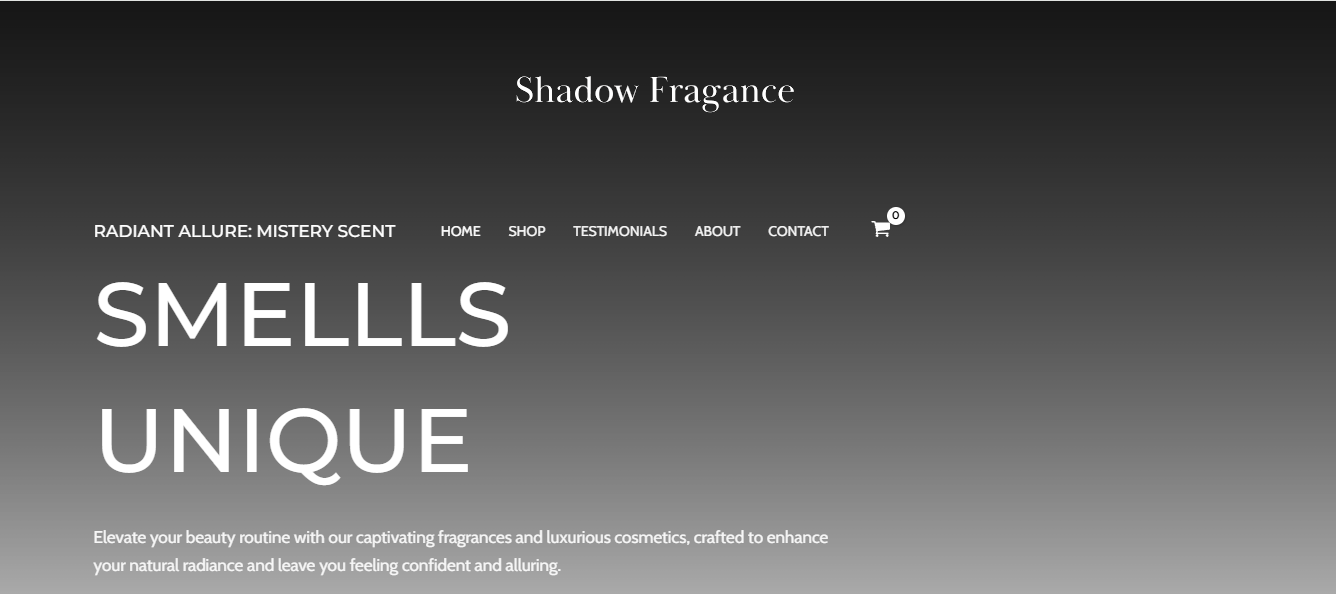 Shadow Fragance
RADIANT ALLURE: MISTERY SCENT
HOME SHOP TESTIMONIALS ABOUT CONTACT
0
SMELLLS
UNIQUE
Elevate your beauty routine with our captivating fragrances and luxurious cosmetics, crafted to enhance
your natural radiance and leave you feeling confident and alluring.